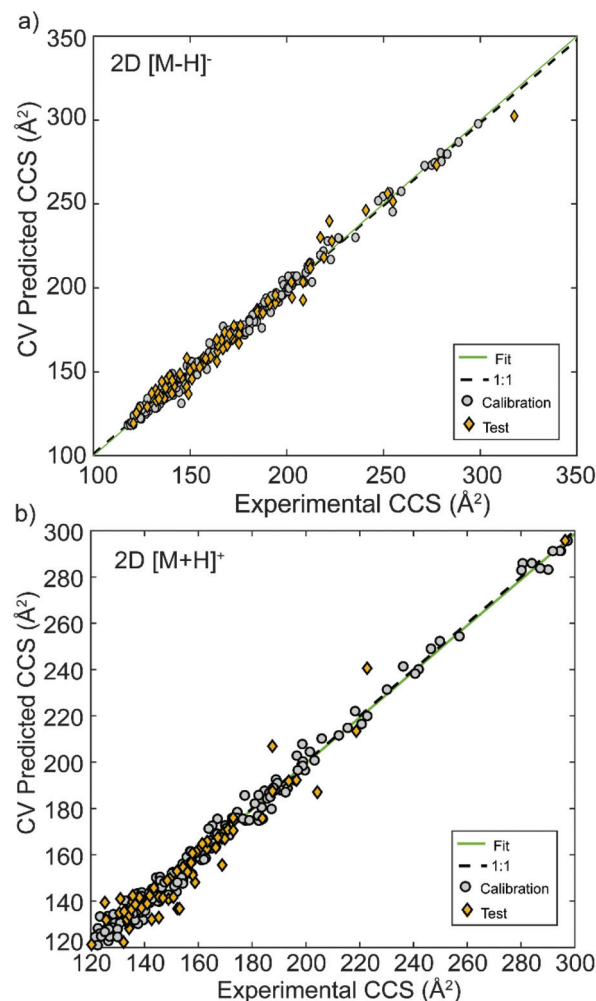 a)
350
2D [M-H]⁻
300
250
200
150
100
CV Predicted CCS (Å²)
Fit
1:1
Calibration
Test
100 150 200 250 300 350
Experimental CCS (Å²)
b)
300
2D [M+H]⁺
280
260
240
220
200
180
160
140
120
CV Predicted CCS (Å²)
Fit
1:1
Calibration
Test
120 140 160 180 200 220 240 260 280 300
Experimental CCS (Å²)